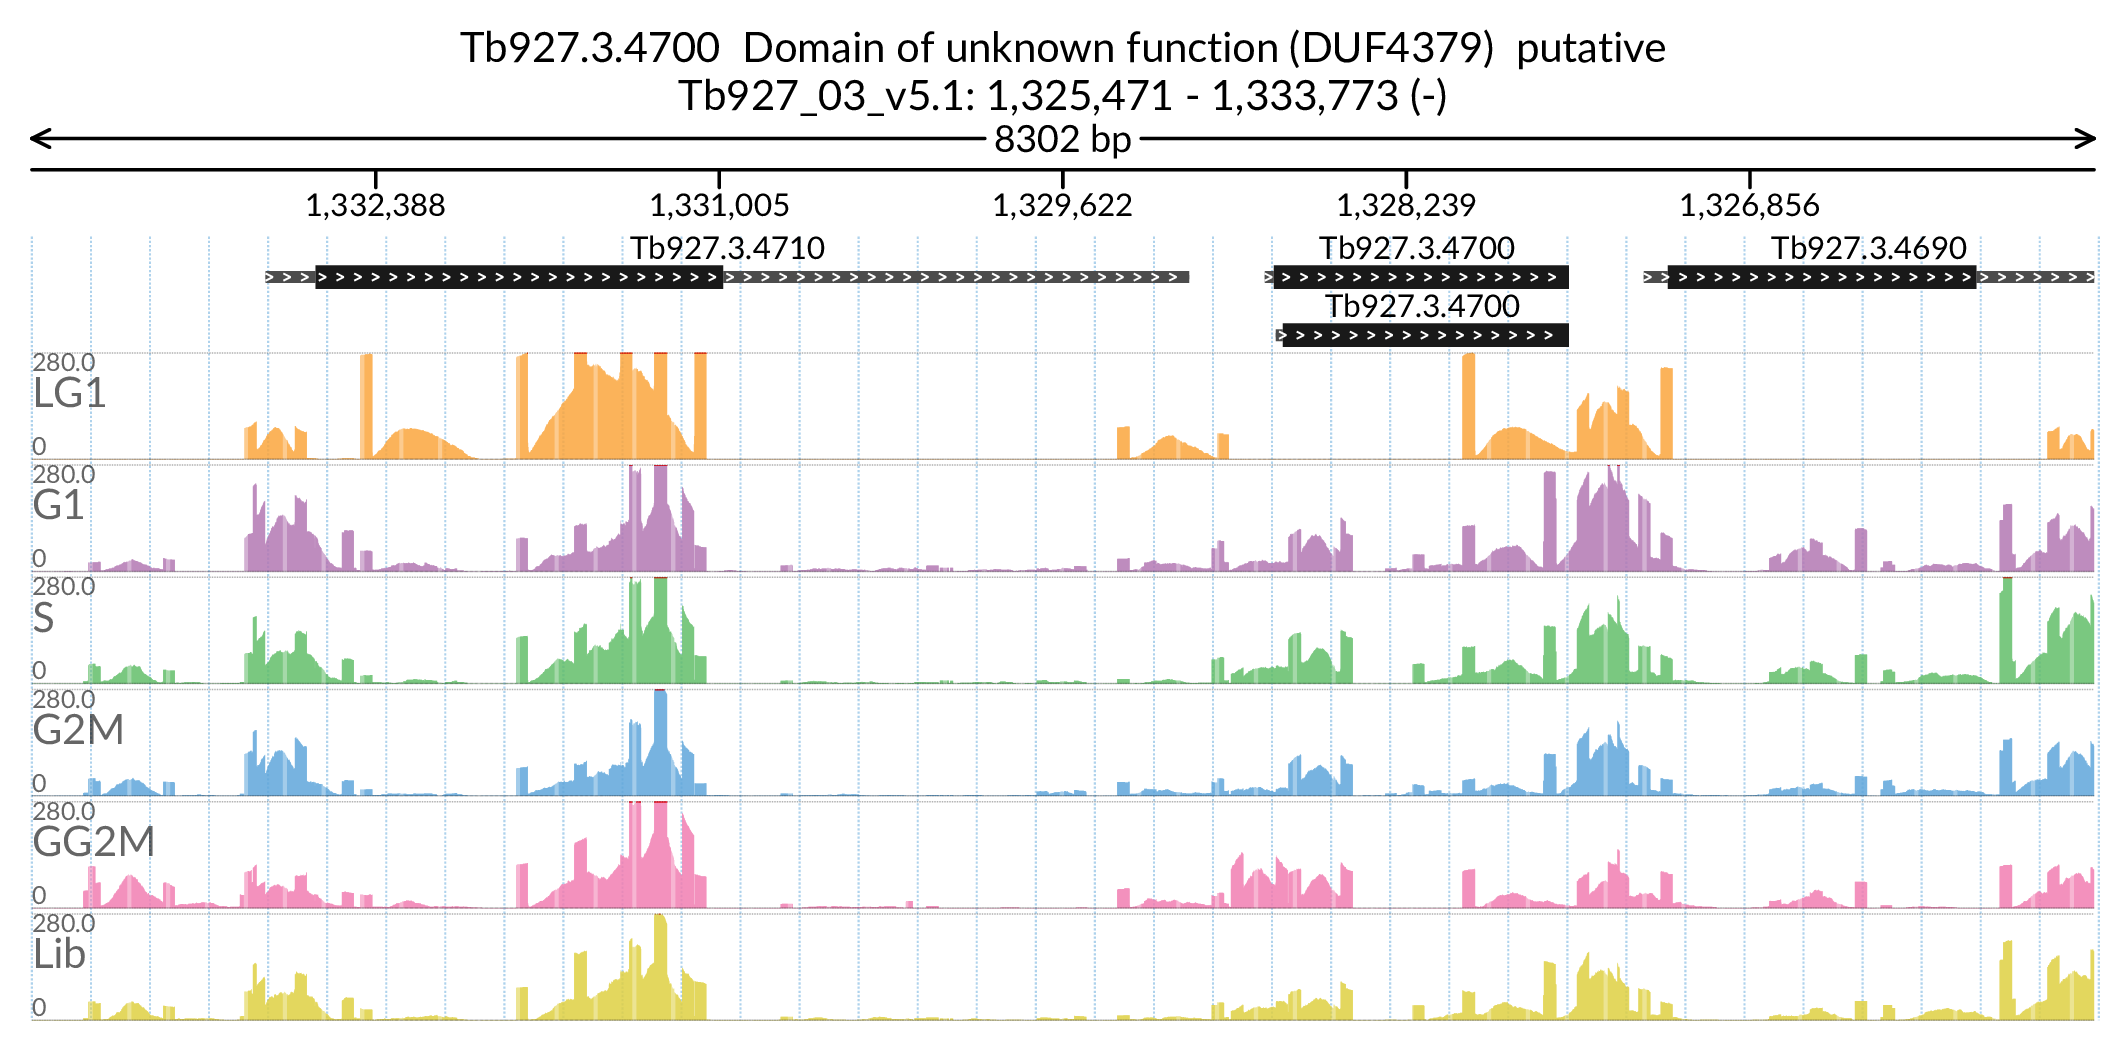 Tb927.3.4700 Domain of unknown function (DUF4379) putative
Tb927_03_v5.1: 1,325,471 - 1,333,773 (-)
8302 bp
1,332,388 1,331,005 1,329,622 1,328,239 1,326,856
Tb927.3.4710 Tb927.3.4700 Tb927.3.4690
Tb927.3.4700
280.0
LG1
0
280.0
G1
0
280.0
S
0
280.0
G2M
0
280.0
GG2M
0
280.0
Lib
0